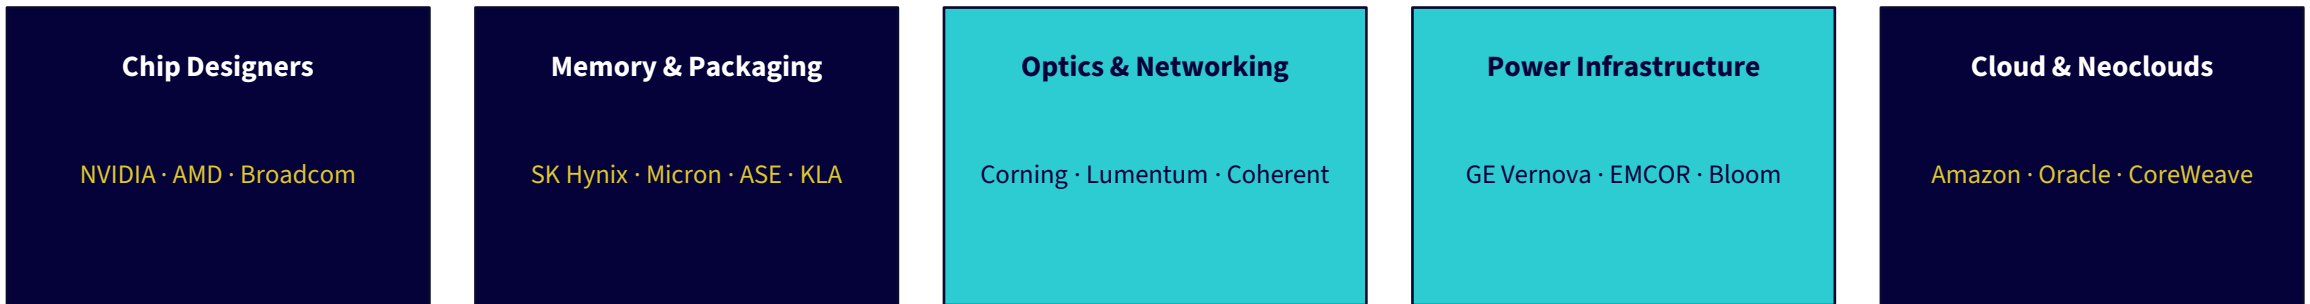 Chip Designers
NVIDIA · AMD · Broadcom
Memory & Packaging
SK Hynix · Micron · ASE · KLA
Optics & Networking
Corning · Lumentum · Coherent
Power Infrastructure
GE Vernova · EMCOR · Bloom
Cloud & Neoclouds
Amazon · Oracle · CoreWeave